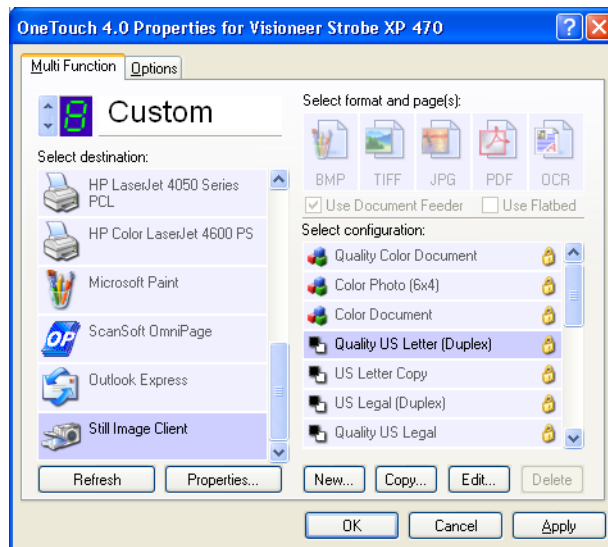 OneTouch 4.0 Properties for Visioneer Strobe XP 470
Multi Function
Options
8
Custom
Select destination:
HP LaserJet 4050 Series
PCL
HP Color LaserJet 4600 PS
Microsoft Paint
OP
ScanSoft OmniPage
Outlook Express
Still Image Client
Refresh
Properties...
Select format and page(s):
BMP
TIFF
JPG
PDF
OCR
Use Document Feeder
Use Flatbed
Select configuration:
Quality Color Document
Color Photo (6x4)
Color Document
Quality US Letter (Duplex)
US Letter Copy
US Legal (Duplex)
Quality US Legal
New...
Copy...
Edit...
Delete
OK
Cancel
Apply